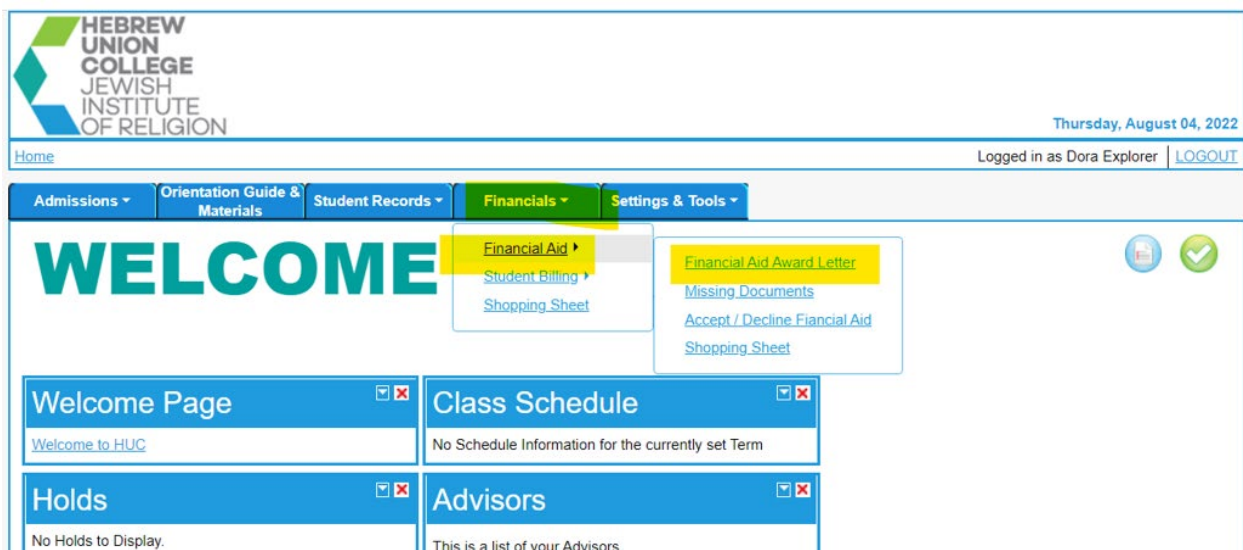 HEBREW
UNION
COLLEGE
JEWISH
INSTITUTE
OF RELIGION
Thursday, August 04, 2022
Home
Logged in as Dora Explorer | LOGOUT
Admissions
Orientation Guide &
Materials
Student Records
Financials
Settings & Tools
WELCOME
Financial Aid
Student Billing
Shopping Sheet
Financial Aid Award Letter
Missing Documents
Accept / Decline Fiancial Aid
Shopping Sheet
Welcome Page
Welcome to HUC
Class Schedule
No Schedule Information for the currently set Term
Holds
No Holds to Display.
Advisors
This is a list of your Advisors